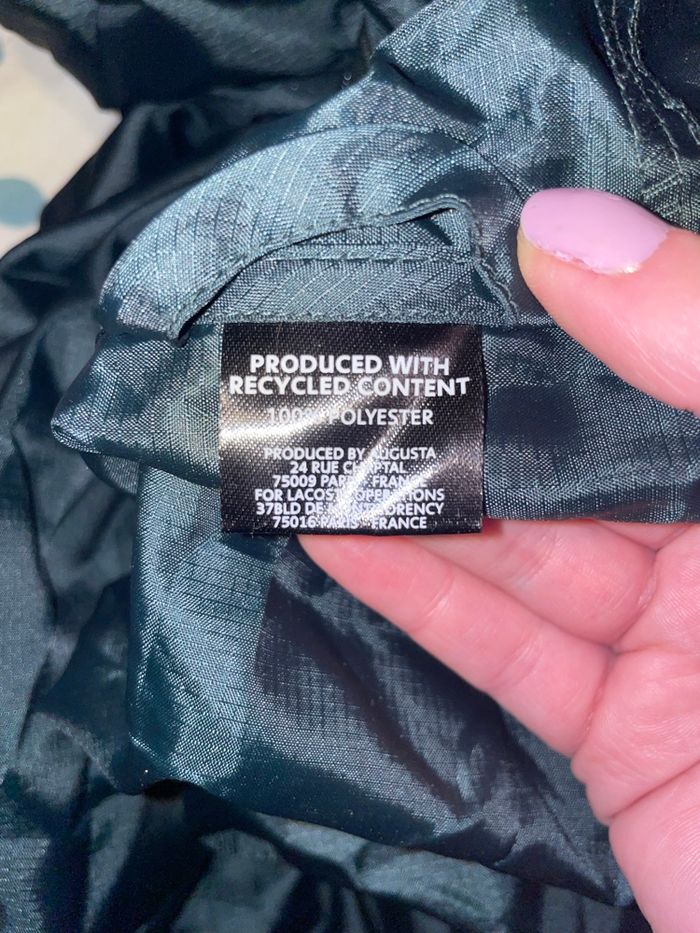 PRODUCED WITH
RECYCLED CONTENT
100% POLYESTER
PRODUCED BY AUGUSTA
24 RUE CHAPTAL
75009 PARIS FRANCE
FOR LACOSTE OPERATIONS
37BLD DE MONTMORENCY
75016 PARIS FRANCE